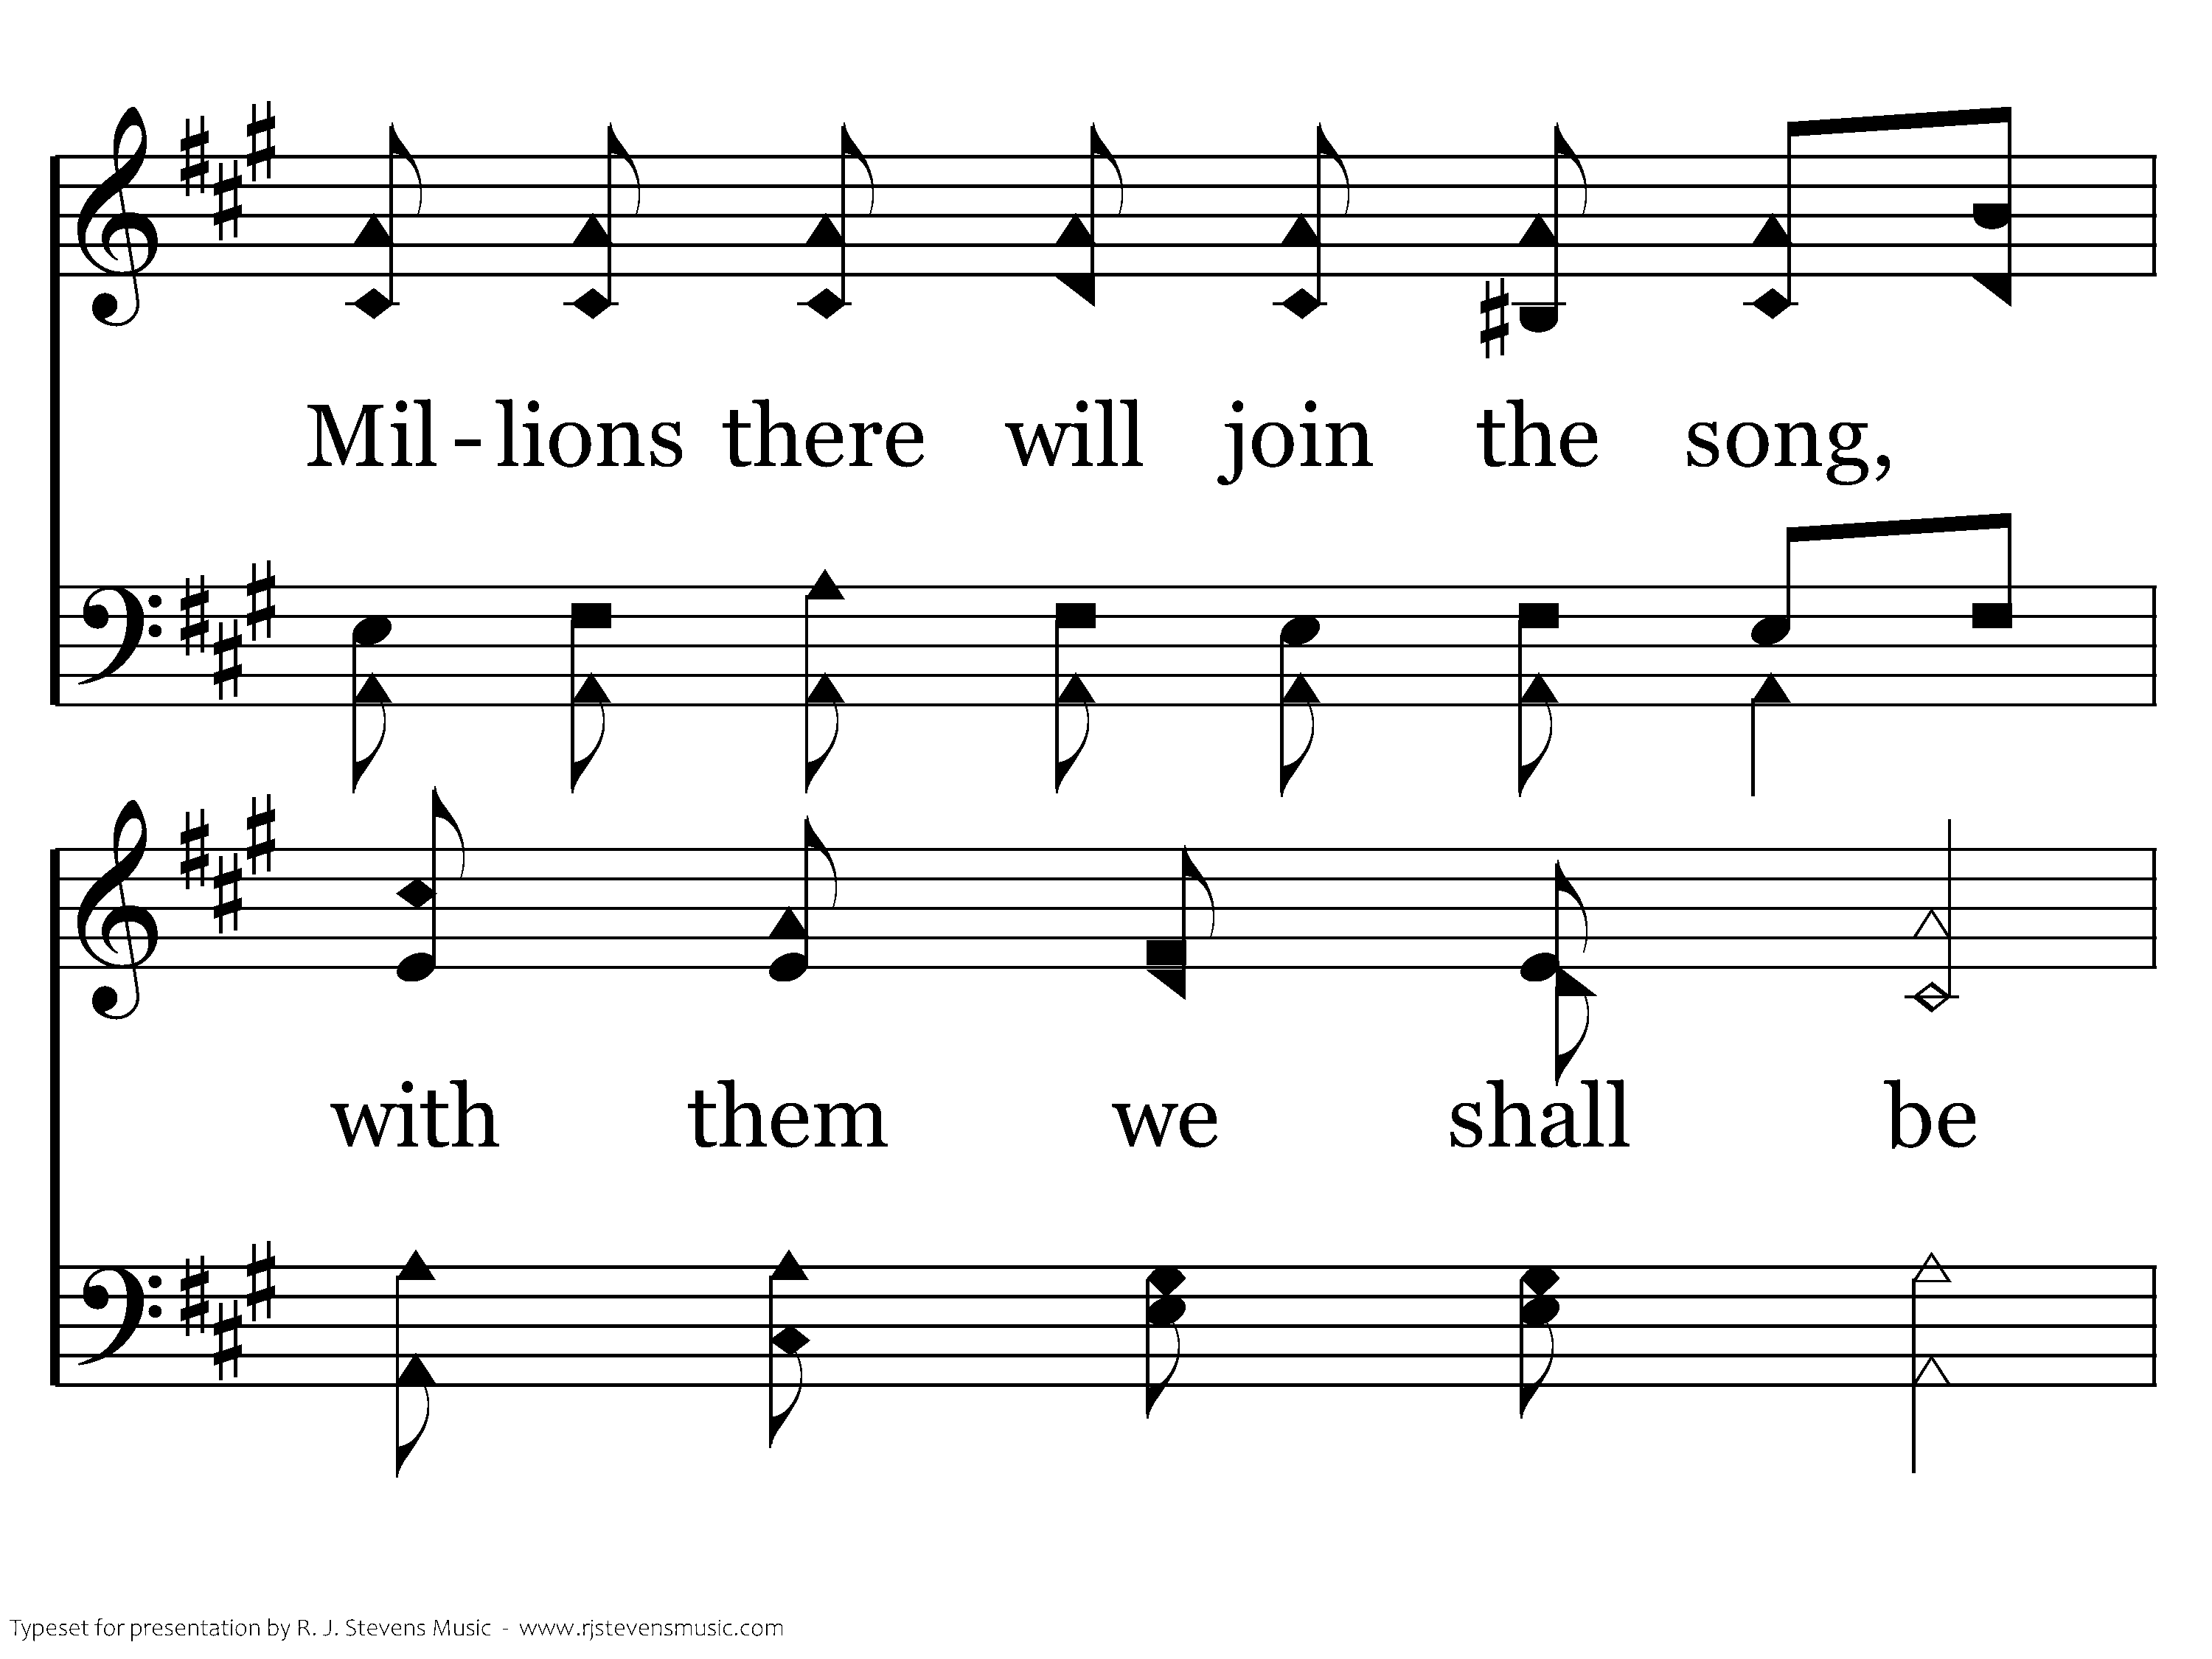 Mil-lions there will join the song,
with them we shall be
Typeset for presentation by R. J. Stevens Music - www.rjstevensmusic.com